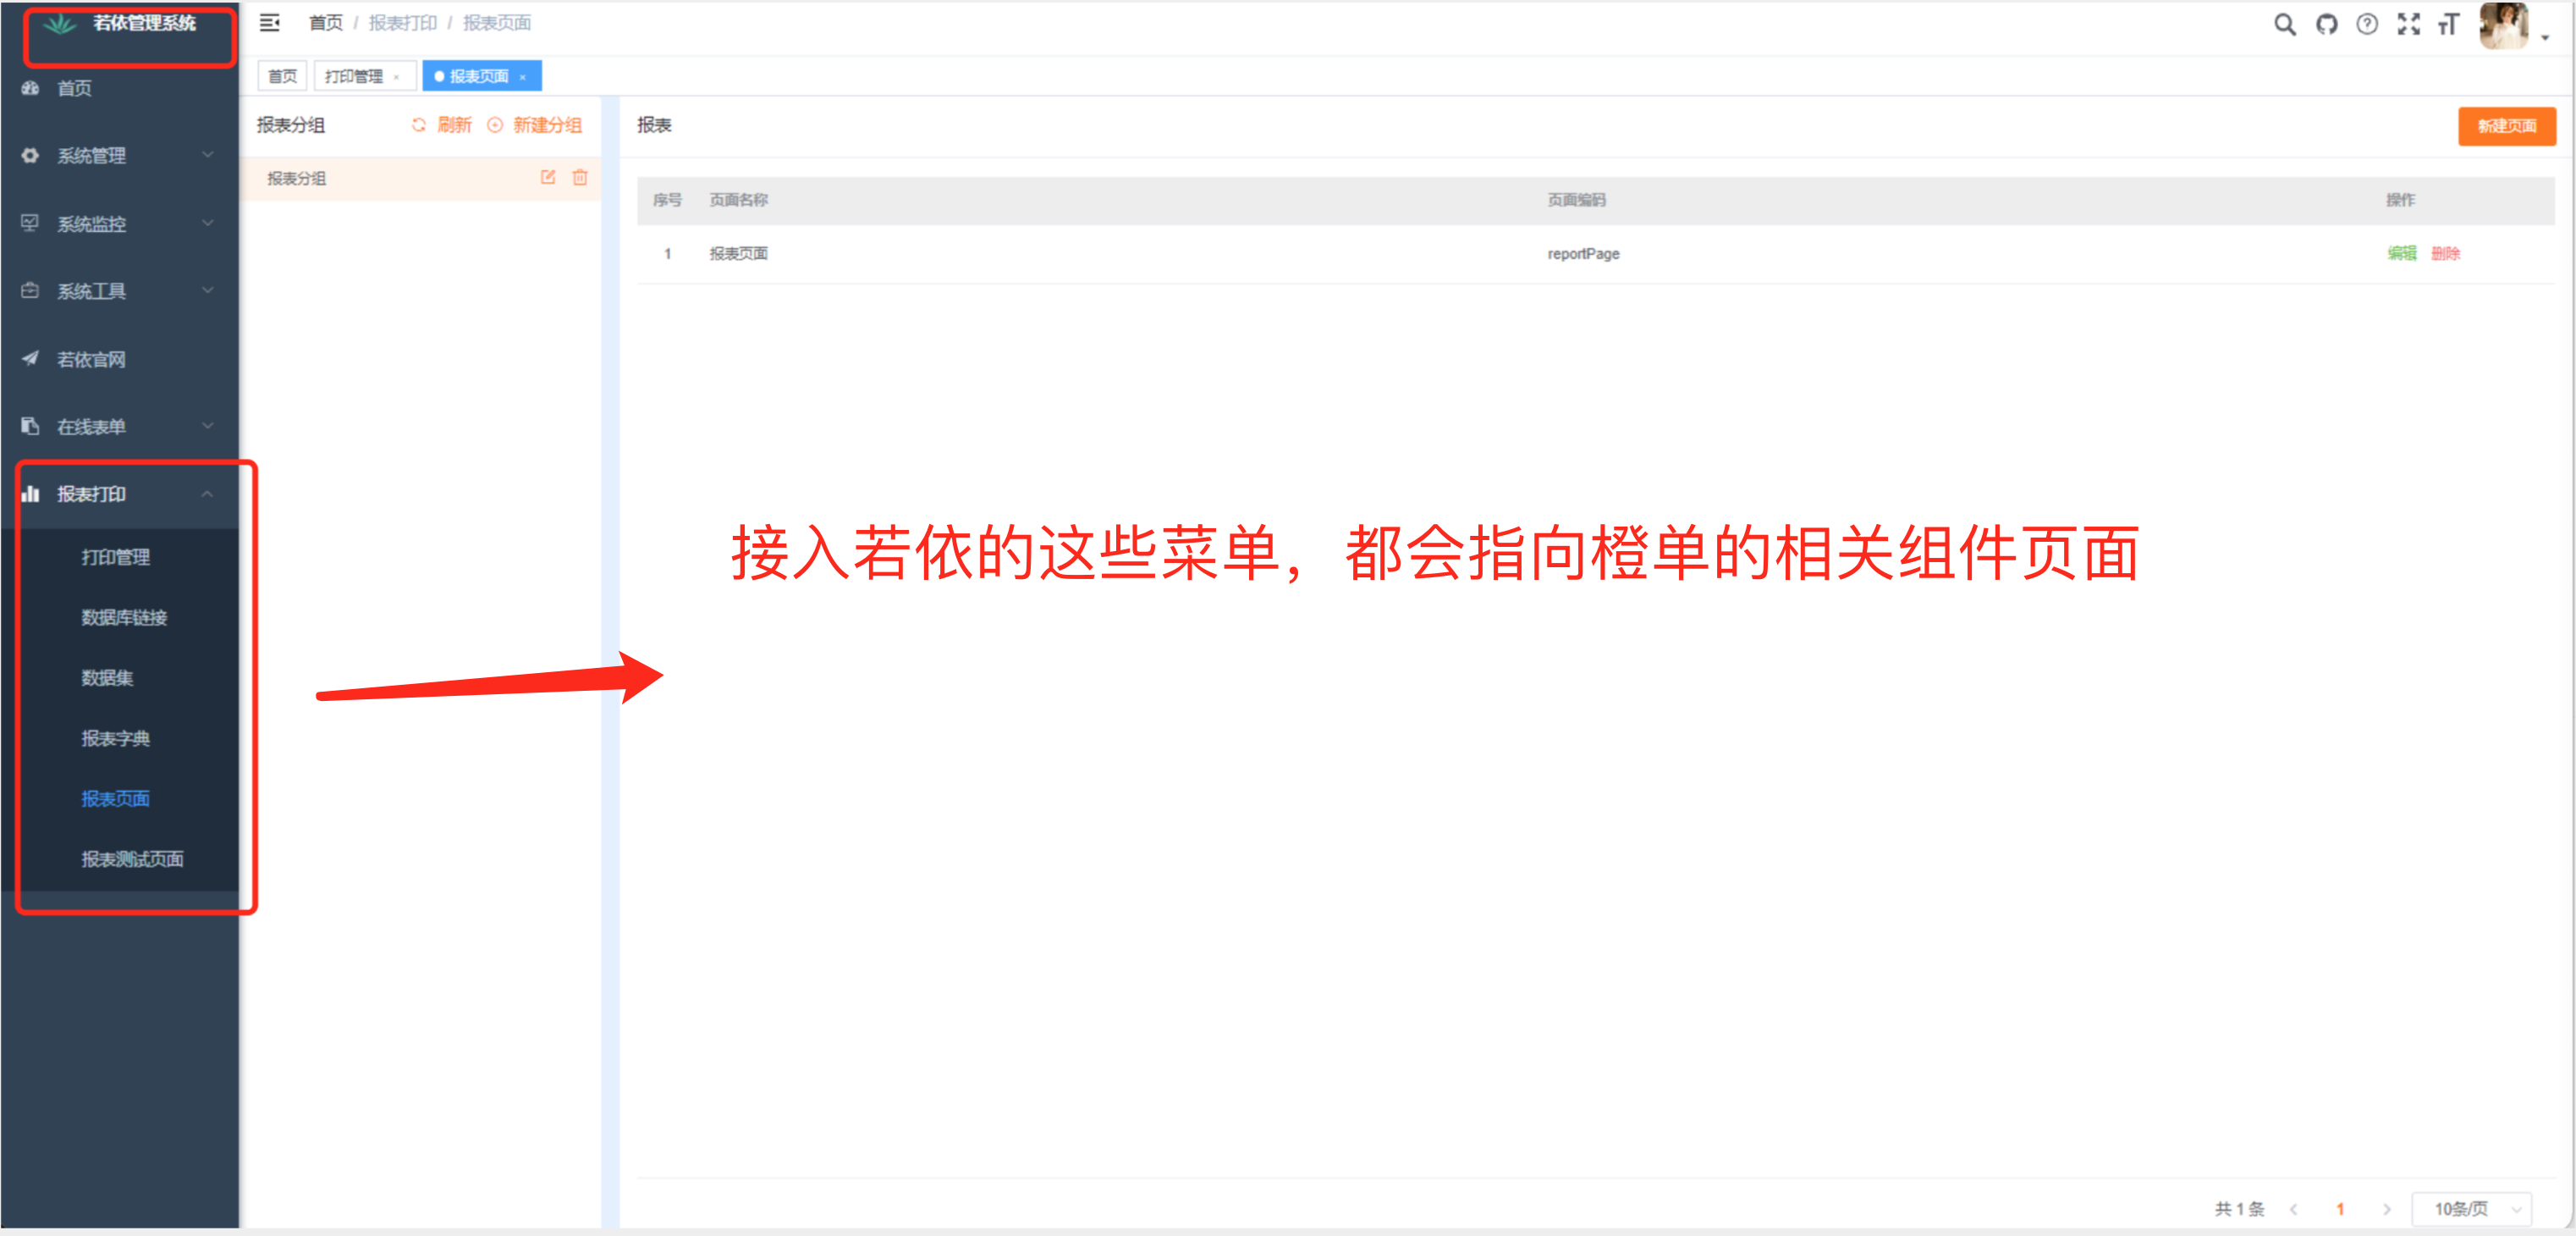 若依管理系统
首页 / 报表打印 / 报表页面
首页
打印管理 ×
报表页面 ×
首页
系统管理
系统监控
系统工具
若依官网
在线表单
报表打印
打印管理
数据库链接
数据集
报表字典
报表页面
报表测试页面
报表分组
刷新
新建分组
报表分组
报表
新建页面
序号 页面名称 页面编码 操作
1 报表页面 reportPage 编辑 删除
接入若依的这些菜单，都会指向橙单的相关组件页面
共 1 条 < 1 > 10条/页